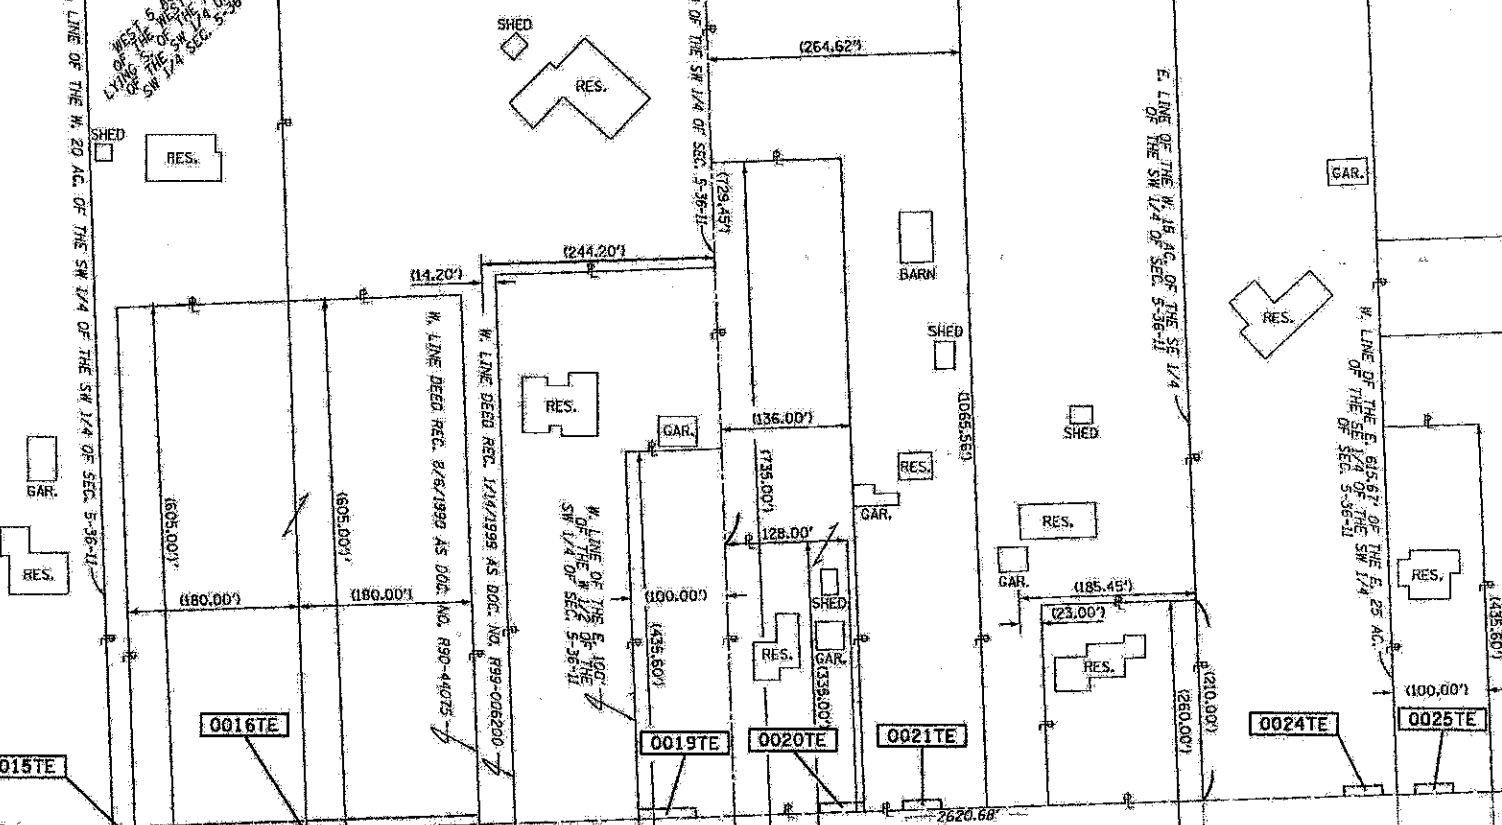 LINE OF THE W. 20 AC. OF THE SW 1/4 OF THE SW 1/4 OF SEC. 5-36-11
WEST 5
OF THE WEST
LYING S. OF THE
OF THE SW 1/4
SW 1/4 SEC. 5-36
SHED
RES.
SHED
RES.
OF THE SW 1/4 OF SEC. 5-36-11
(264.62')
(729.45')
E. LINE OF THE W. 15 AC. OF THE SE 1/4
OF THE SW 1/4 OF SEC. 5-36-11
GAR.
BARN
(244.20')
(14.20')
SHED
RES.
W. LINE OF THE E. 615.67' OF THE E. 25 AC.
OF THE SE 1/4 OF THE SW 1/4
OF SEC. 5-36-11
W. LINE DEED REC. 8/6/1990 AS DOC. NO. R90-44075
W. LINE DEED REC. 1/14/1999 AS DOC. NO. R99-006200
RES.
GAR.
(136.00')
(1065.56')
SHED
GAR.
RES.
(605.00')
(605.00')
(735.00')
RES.
GAR.
RES.
W. LINE OF THE E. 100'
OF THE W 1/2 OF THE
SW 1/4 OF SEC. 5-36-11
128.00'
GAR.
RES.
(180.00')
(180.00')
(100.00')
SHED
(185.45')
(23.00')
(435.60')
(435.60')
RES.
GAR.
(335.00')
RES.
(260.00')
(210.00')
(100.00')
0016TE
0019TE
0020TE
0021TE
0024TE
0025TE
015TE
2620.68'